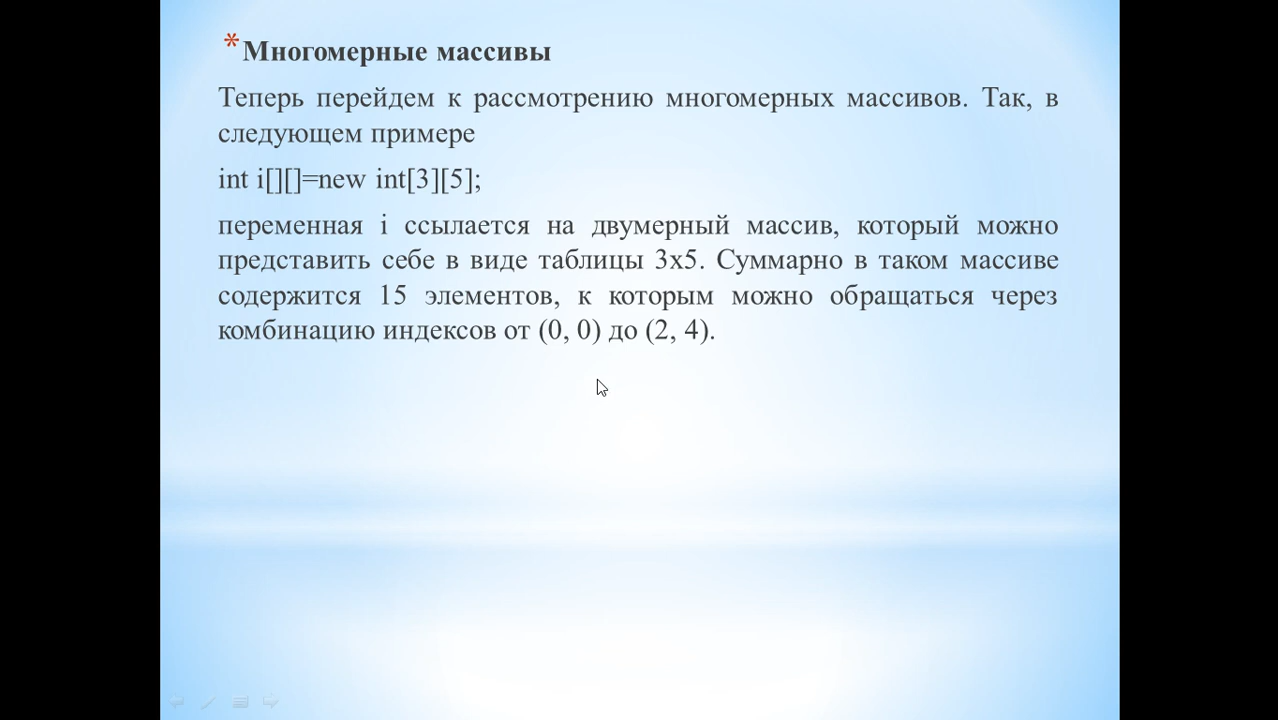 *Многомерные массивы
Теперь перейдем к рассмотрению многомерных массивов. Так, в
следующем примере
int i[][]=new int[3][5];
переменная i ссылается на двумерный массив, который можно
представить себе в виде таблицы 3х5. Суммарно в таком массиве
содержится 15 элементов, к которым можно обращаться через
комбинацию индексов от (0, 0) до (2, 4).